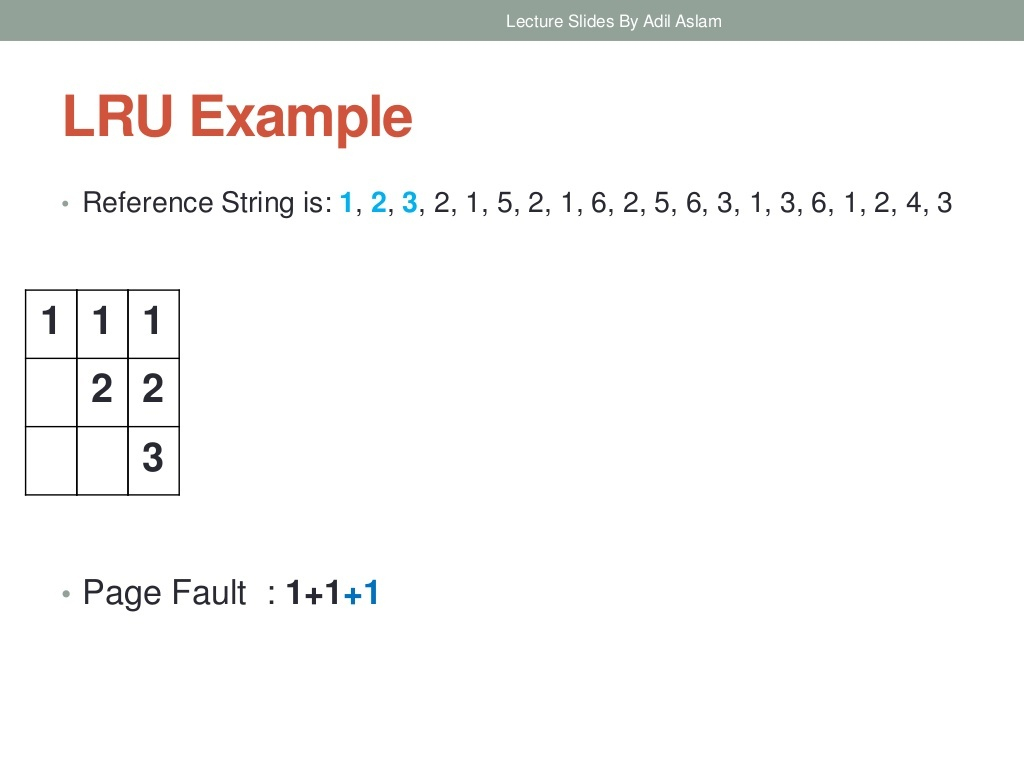 Lecture Slides By Adil Aslam
LRU Example
• Reference String is: 1, 2, 3, 2, 1, 5, 2, 1, 6, 2, 5, 6, 3, 1, 3, 6, 1, 2, 4, 3
1 1 1
2 2
3
• Page Fault : 1+1+1